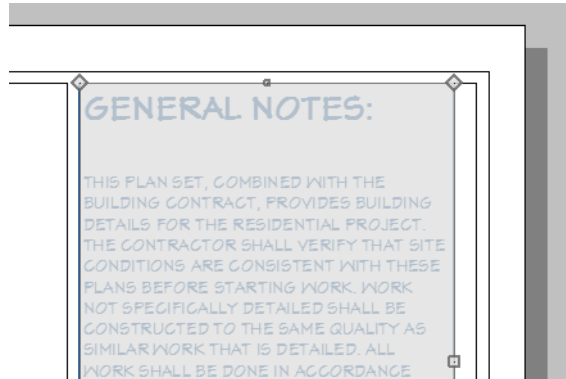 GENERAL NOTES:
THIS PLAN SET, COMBINED WITH THE
BUILDING CONTRACT, PROVIDES BUILDING
DETAILS FOR THE RESIDENTIAL PROJECT.
THE CONTRACTOR SHALL VERIFY THAT SITE
CONDITIONS ARE CONSISTENT WITH THESE
PLANS BEFORE STARTING WORK. WORK
NOT SPECIFICALLY DETAILED SHALL BE
CONSTRUCTED TO THE SAME QUALITY AS
SIMILAR WORK THAT IS DETAILED. ALL
WORK SHALL BE DONE IN ACCORDANCE